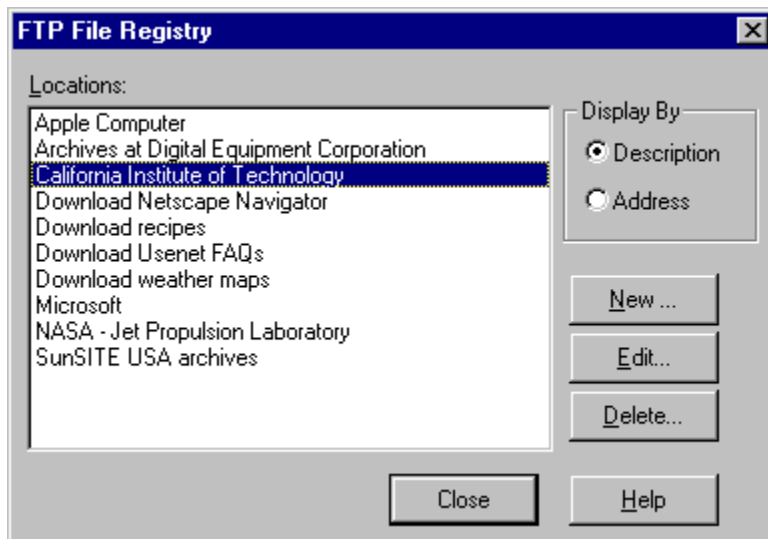 FTP File Registry
Locations:
Apple Computer
Archives at Digital Equipment Corporation
California Institute of Technology
Download Netscape Navigator
Download recipes
Download Usenet FAQs
Download weather maps
Microsoft
NASA - Jet Propulsion Laboratory
SunSITE USA archives
Display By
Description
Address
New ...
Edit...
Delete...
Close
Help